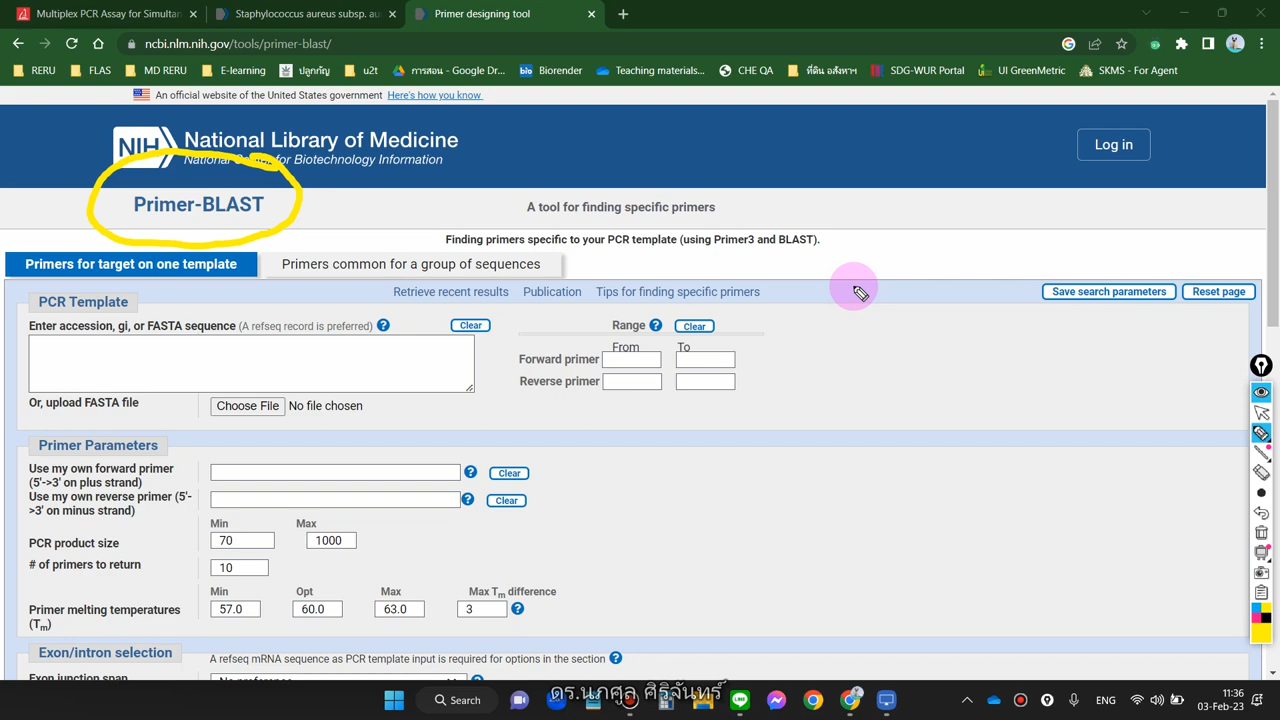 Multiplex PCR Assay for Simultan
Staphylococcus aureus subsp. au
Primer designing tool
ncbi.nlm.nih.gov/tools/primer-blast/
RERU
FLAS
MD RERU
E-learning
ปลูกกัญ
u2t
การสอน - Google Dr...
Biorender
Teaching materials...
CHE QA
ที่ดิน อสังหาฯ
SDG-WUR Portal
UI GreenMetric
SKMS - For Agent
An official website of the United States government Here's how you know
NIH
National Library of Medicine
National Center for Biotechnology Information
Log in
Primer-BLAST
A tool for finding specific primers
Finding primers specific to your PCR template (using Primer3 and BLAST).
Primers for target on one template
Primers common for a group of sequences
Retrieve recent results Publication Tips for finding specific primers
Save search parameters
Reset page
PCR Template
Enter accession, gi, or FASTA sequence (A refseq record is preferred) ? Clear
Range ? Clear
From To
Forward primer
Reverse primer
Or, upload FASTA file
Choose File No file chosen
Primer Parameters
Use my own forward primer
(5'->3' on plus strand)
? Clear
Use my own reverse primer (5'-
>3' on minus strand)
? Clear
Min Max
PCR product size 70 1000
# of primers to return 10
Min Opt Max Max Tm difference
Primer melting temperatures
(Tm)
57.0 60.0 63.0 3 ?
Exon/intron selection
A refseq mRNA sequence as PCR template input is required for options in the section ?
Exon junction span No preference
Search
ดร.นภศูล ศิริจันทร์
ENG
11:36
03-Feb-23